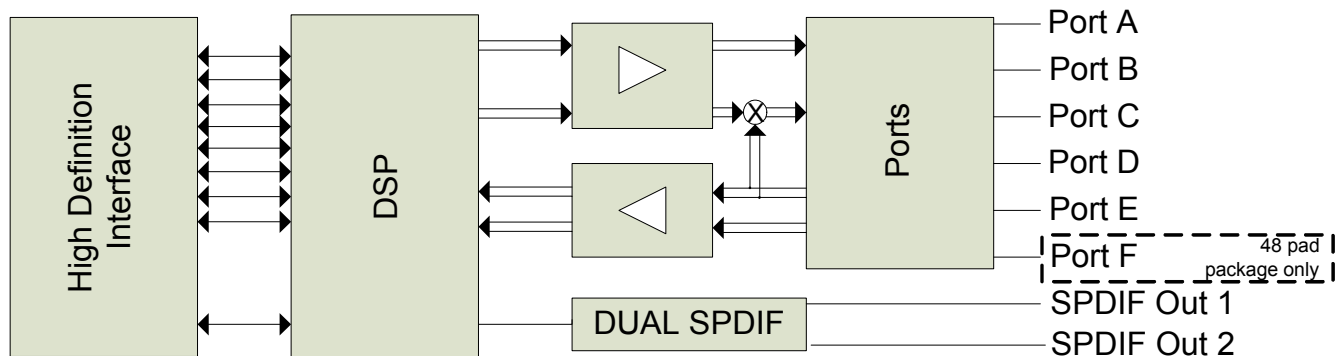 High Definition
Interface
DSP
X
Ports
DUAL SPDIF
Port A
Port B
Port C
Port D
Port E
Port F
48 pad
package only
SPDIF Out 1
SPDIF Out 2